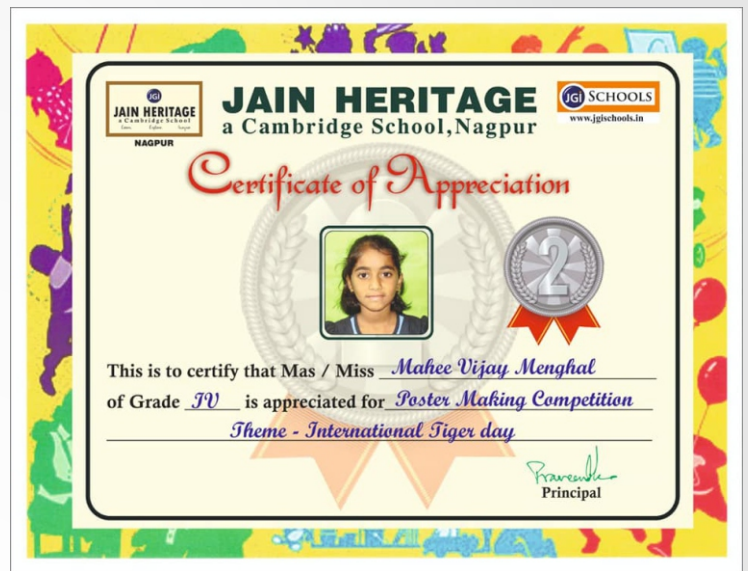 JGI
JAIN HERITAGE
a Cambridge School
NAGPUR
JAIN HERITAGE
a Cambridge School, Nagpur
JGI SCHOOLS
www.jgischools.in
Certificate of Appreciation
2
This is to certify that Mas / Miss Mahee Vijay Menghal
of Grade IV is appreciated for Poster Making Competition
Theme - International Tiger day
Principal